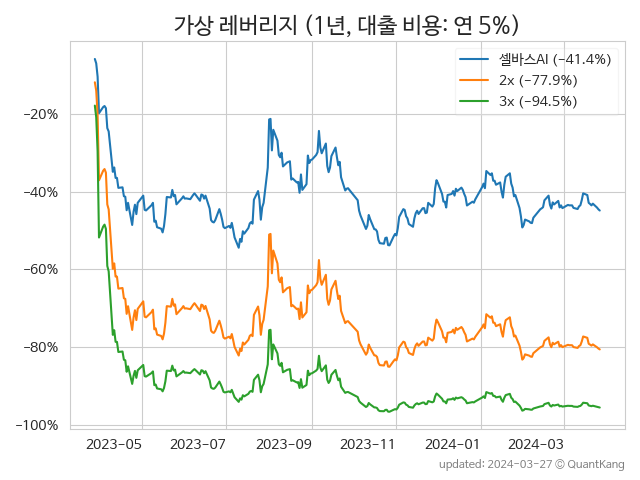 가상 레버리지 (1년, 대출 비용: 연 5%)
셀바스AI (−41.4%)
2x (−77.9%)
3x (−94.5%)
−20%
−40%
−60%
−80%
−100%
2023-05 2023-07 2023-09 2023-11 2024-01 2024-03
updated: 2024-03-27 © QuantKang